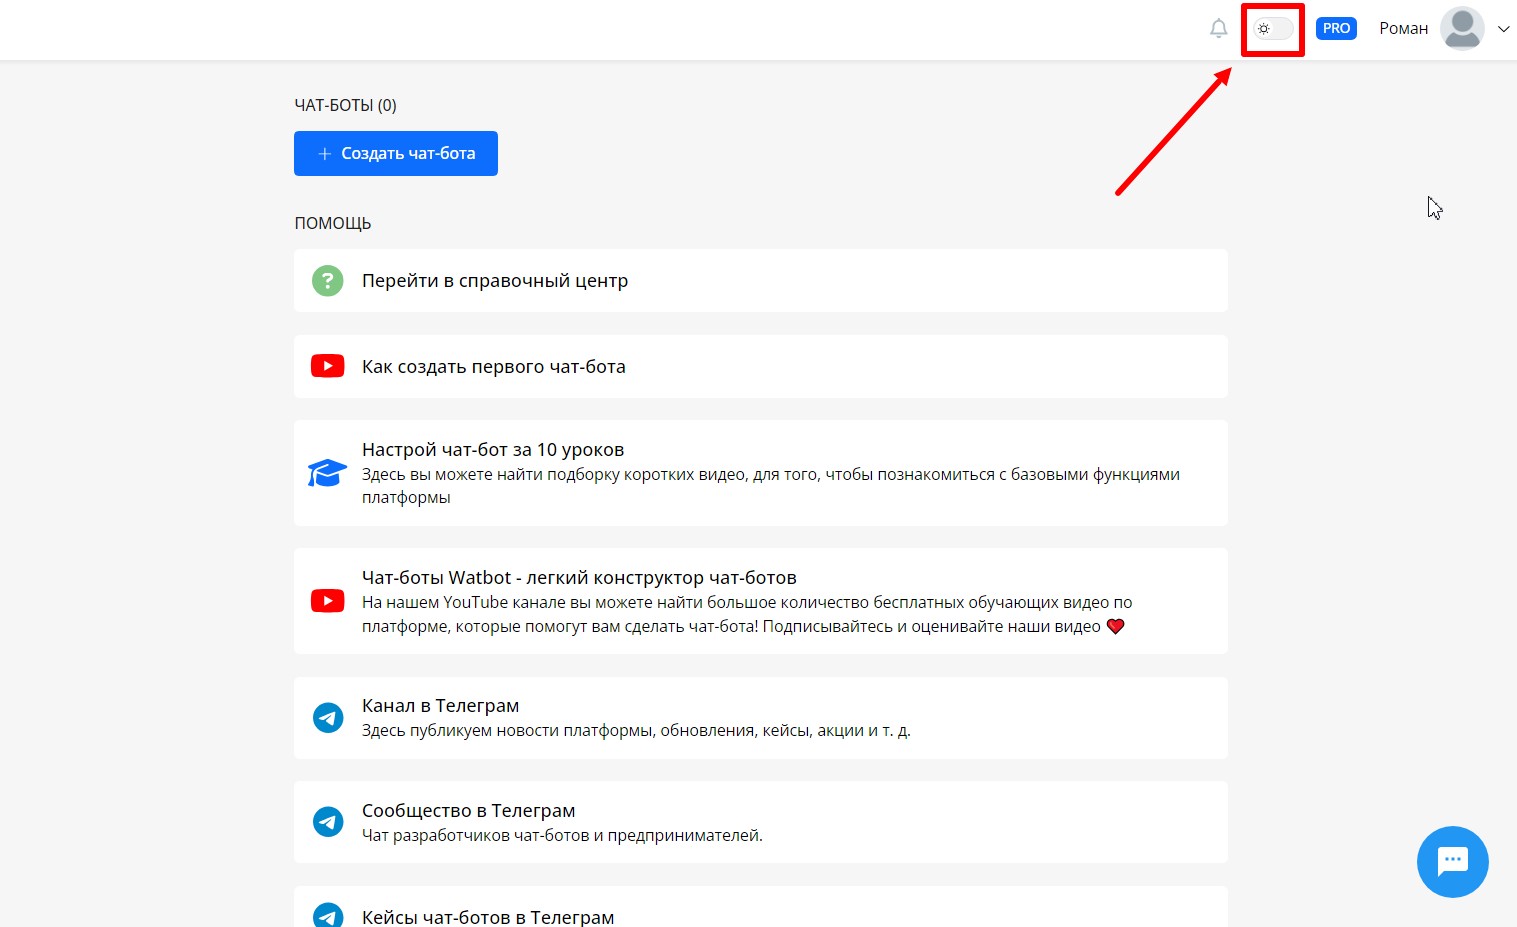 PRO
Роман
ЧАТ-БОТЫ (0)
Создать чат-бота
ПОМОЩЬ
Перейти в справочный центр
Как создать первого чат-бота
Настрой чат-бот за 10 уроков
Здесь вы можете найти подборку коротких видео, для того, чтобы познакомиться с базовыми функциями
платформы
Чат-боты Watbot - легкий конструктор чат-ботов
На нашем YouTube канале вы можете найти большое количество бесплатных обучающих видео по
платформе, которые помогут вам сделать чат-бота! Подписывайтесь и оценивайте наши видео ❤️
Канал в Телеграм
Здесь публикуем новости платформы, обновления, кейсы, акции и т. д.
Сообщество в Телеграм
Чат разработчиков чат-ботов и предпринимателей.
Кейсы чат-ботов в Телеграм